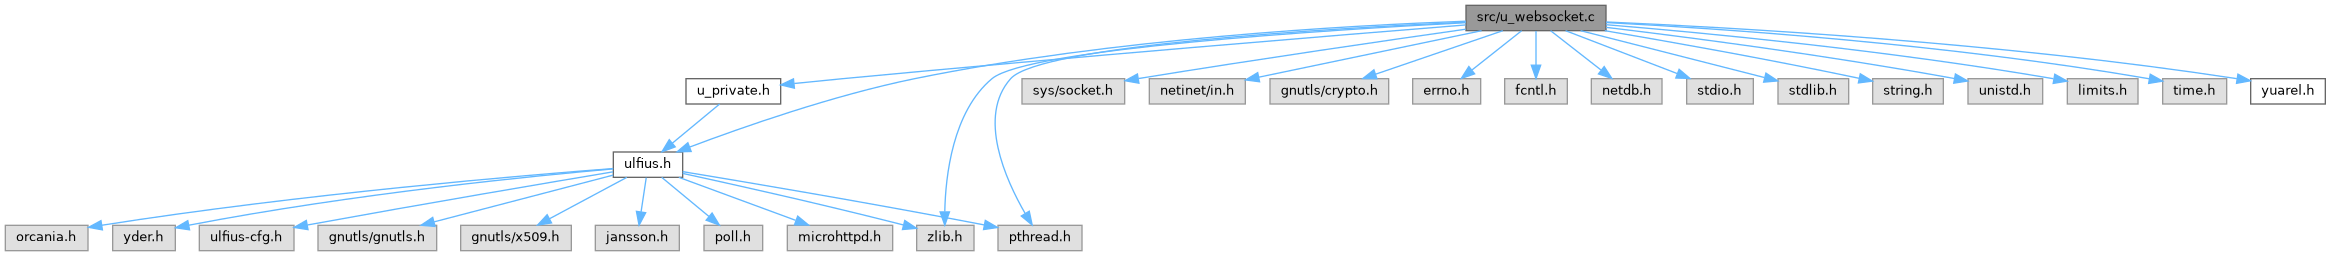 src/u_websocket.c
u_private.h
sys/socket.h
netinet/in.h
gnutls/crypto.h
errno.h
fcntl.h
netdb.h
stdio.h
stdlib.h
string.h
unistd.h
limits.h
time.h
yuarel.h
ulfius.h
orcania.h
yder.h
ulfius-cfg.h
gnutls/gnutls.h
gnutls/x509.h
jansson.h
poll.h
microhttpd.h
zlib.h
pthread.h